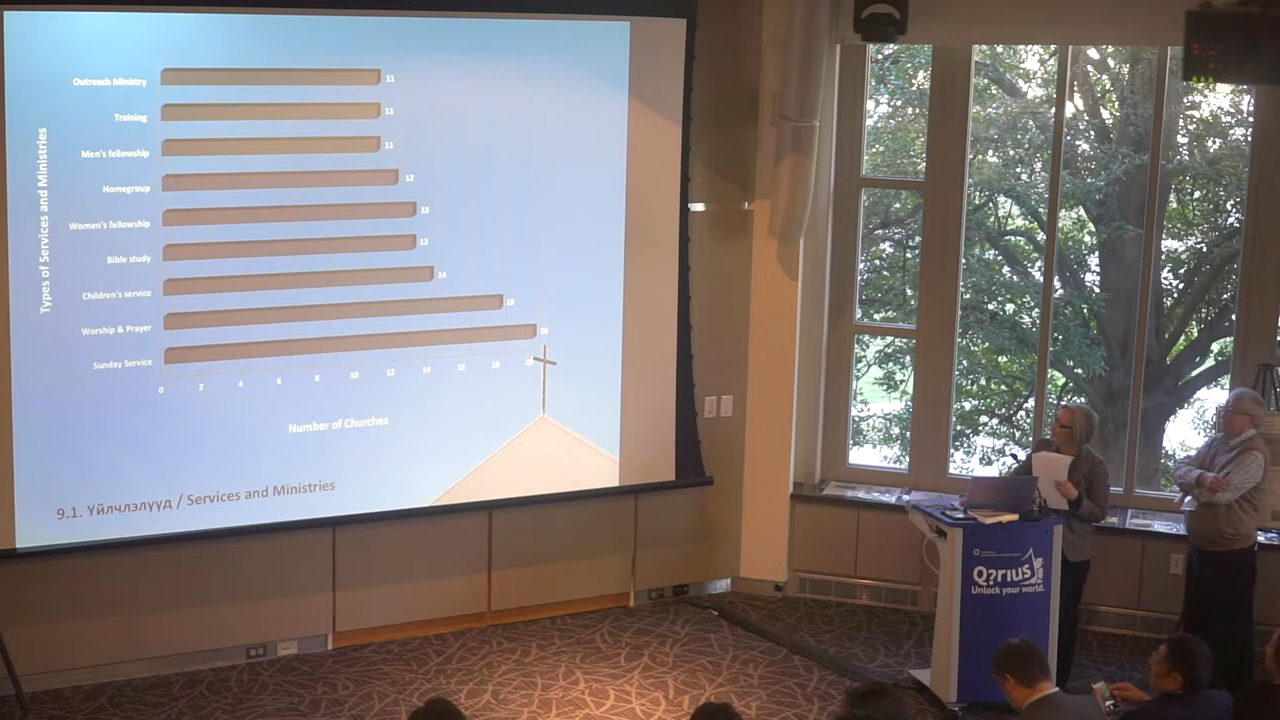 Types of Services and Ministries
Outreach Ministry 11
Training 11
Men's fellowship 11
Homegroup 12
Women's fellowship 13
Bible study 13
Children's service 14
Worship & Prayer 18
Sunday Service 20
0 2 4 6 8 10 12 14 16 18 20
Number of Churches
9.1. Үйлчлэлүүд / Services and Ministries
Q?rius
Unlock your world.